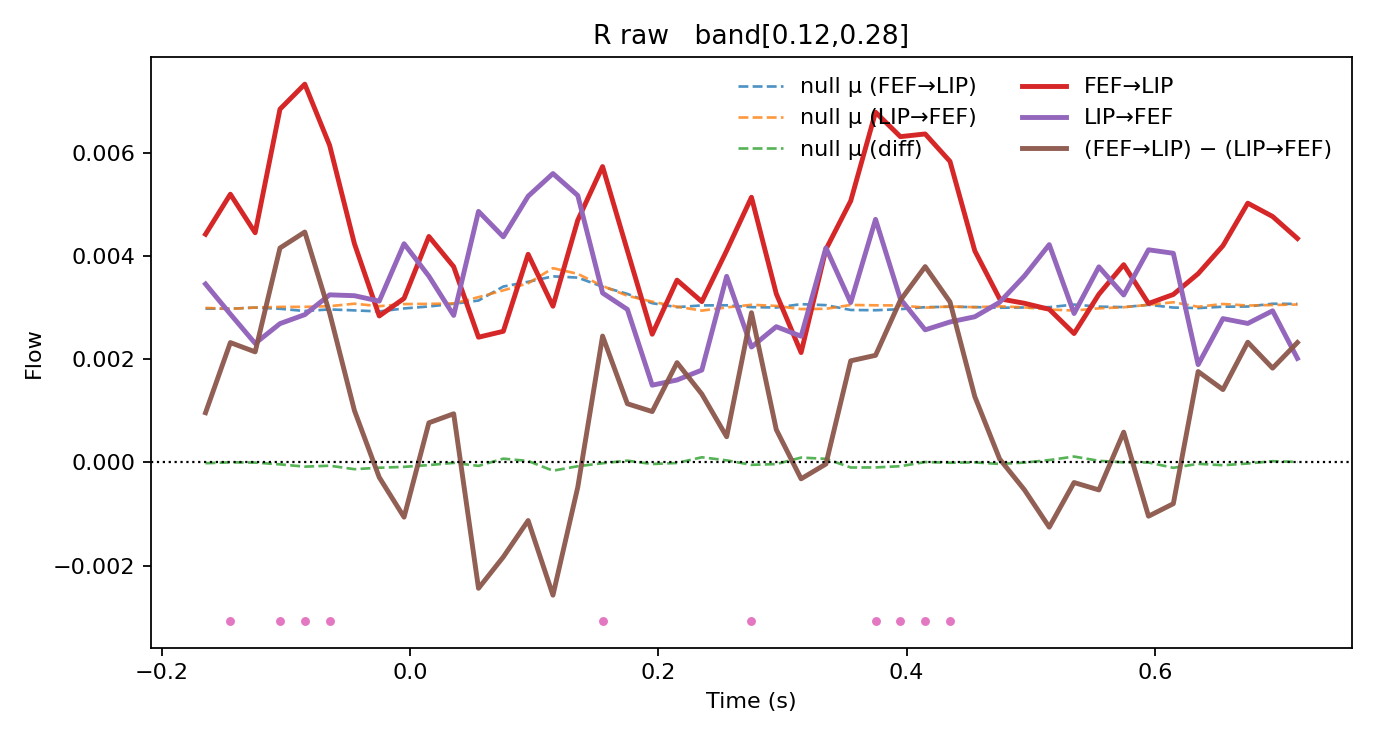 R raw   band[0.12,0.28]
null μ (FEF→LIP)
null μ (LIP→FEF)
null μ (diff)
FEF→LIP
LIP→FEF
(FEF→LIP) − (LIP→FEF)
Flow
0.006
0.004
0.002
0.000
−0.002
−0.2
0.0
0.2
0.4
0.6
Time (s)